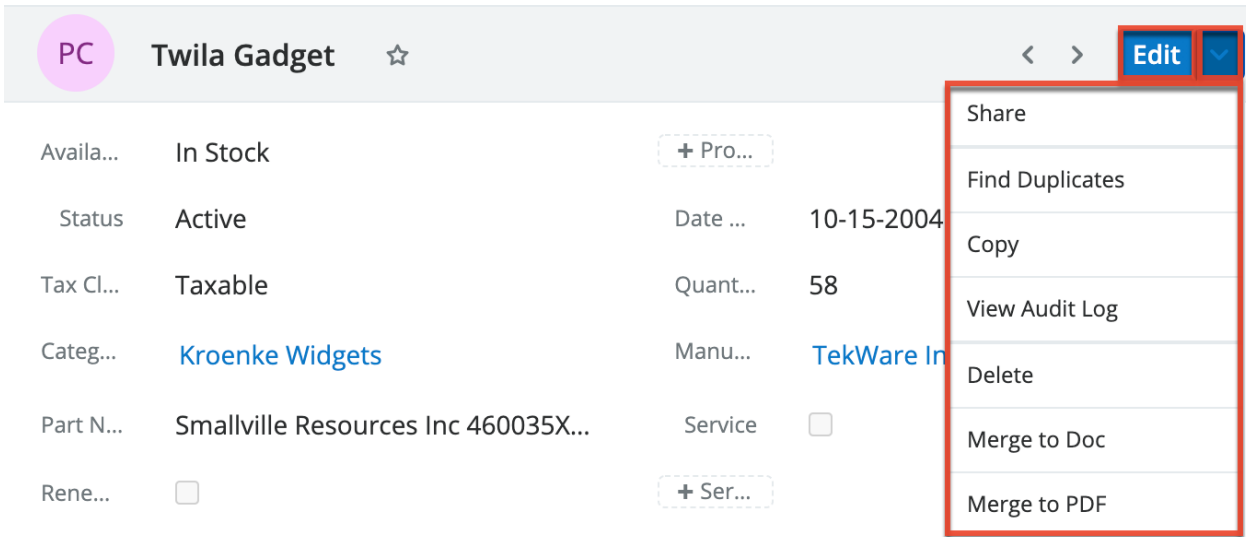 PC Twila Gadget Edit
Share
Availa... In Stock + Pro...
Find Duplicates
Status Active Date ... 10-15-2004
Copy
Tax Cl... Taxable Quant... 58
View Audit Log
Categ... Kroenke Widgets Manu... TekWare In
Delete
Part N... Smallville Resources Inc 460035X... Service
Merge to Doc
Rene... + Ser...
Merge to PDF